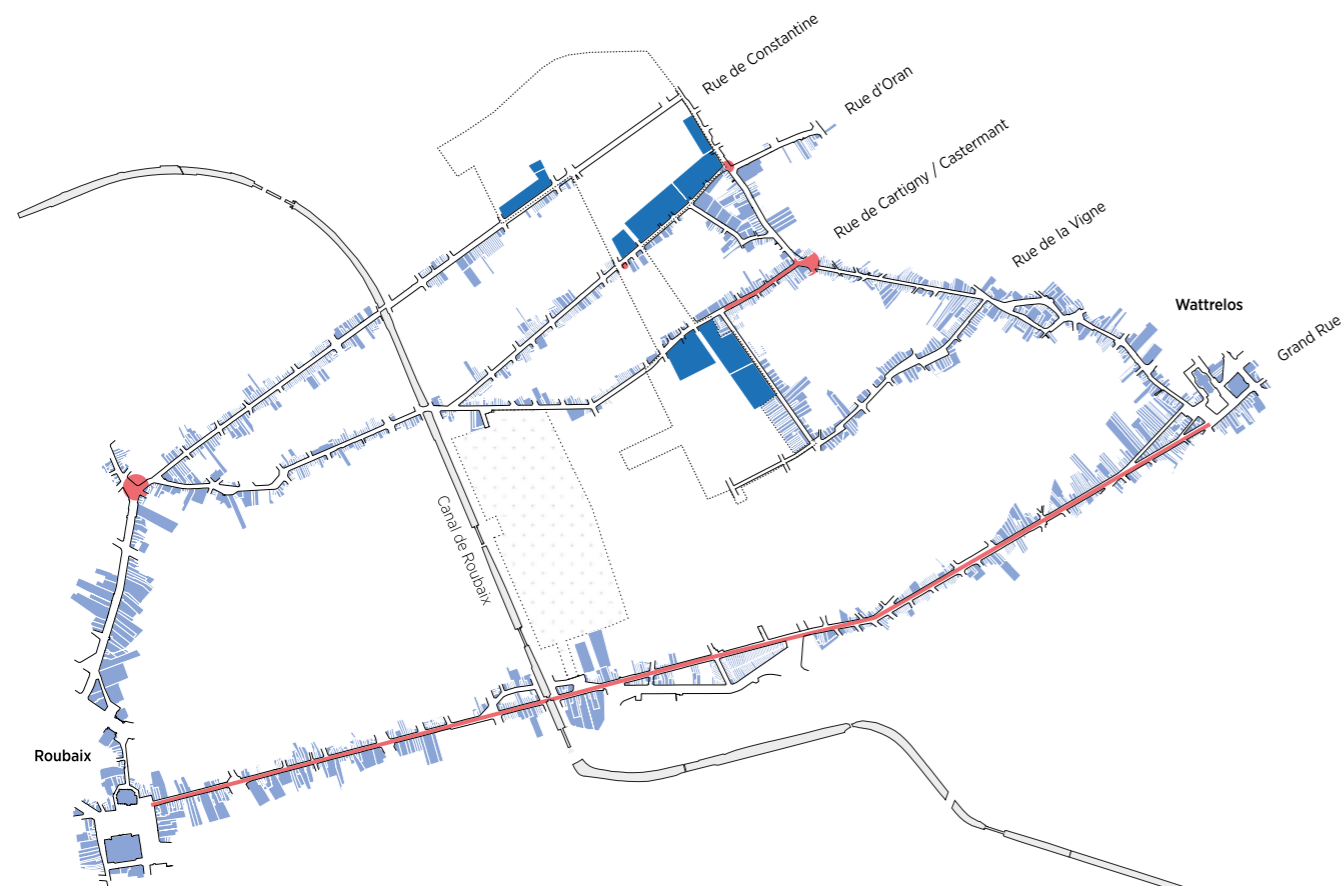 Rue de Constantine
Rue d'Oran
Rue de Cartigny / Castermant
Rue de la Vigne
Wattrelos
Grand Rue
Canal de Roubaix
Roubaix